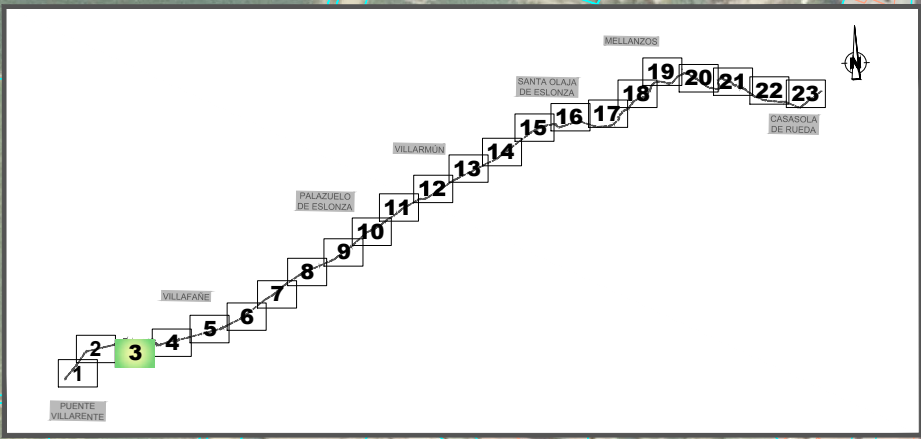 MELLANZOS
N
19
20
21
22
23
SANTA OLAJA
DE ESLONZA
18
17
16
15
CASASOLA
DE RUEDA
VILLARMÚN
14
13
12
PALAZUELO
DE ESLONZA
11
10
9
8
7
VILLAFAÑE
6
5
4
3
2
1
PUENTE
VILLARENTE